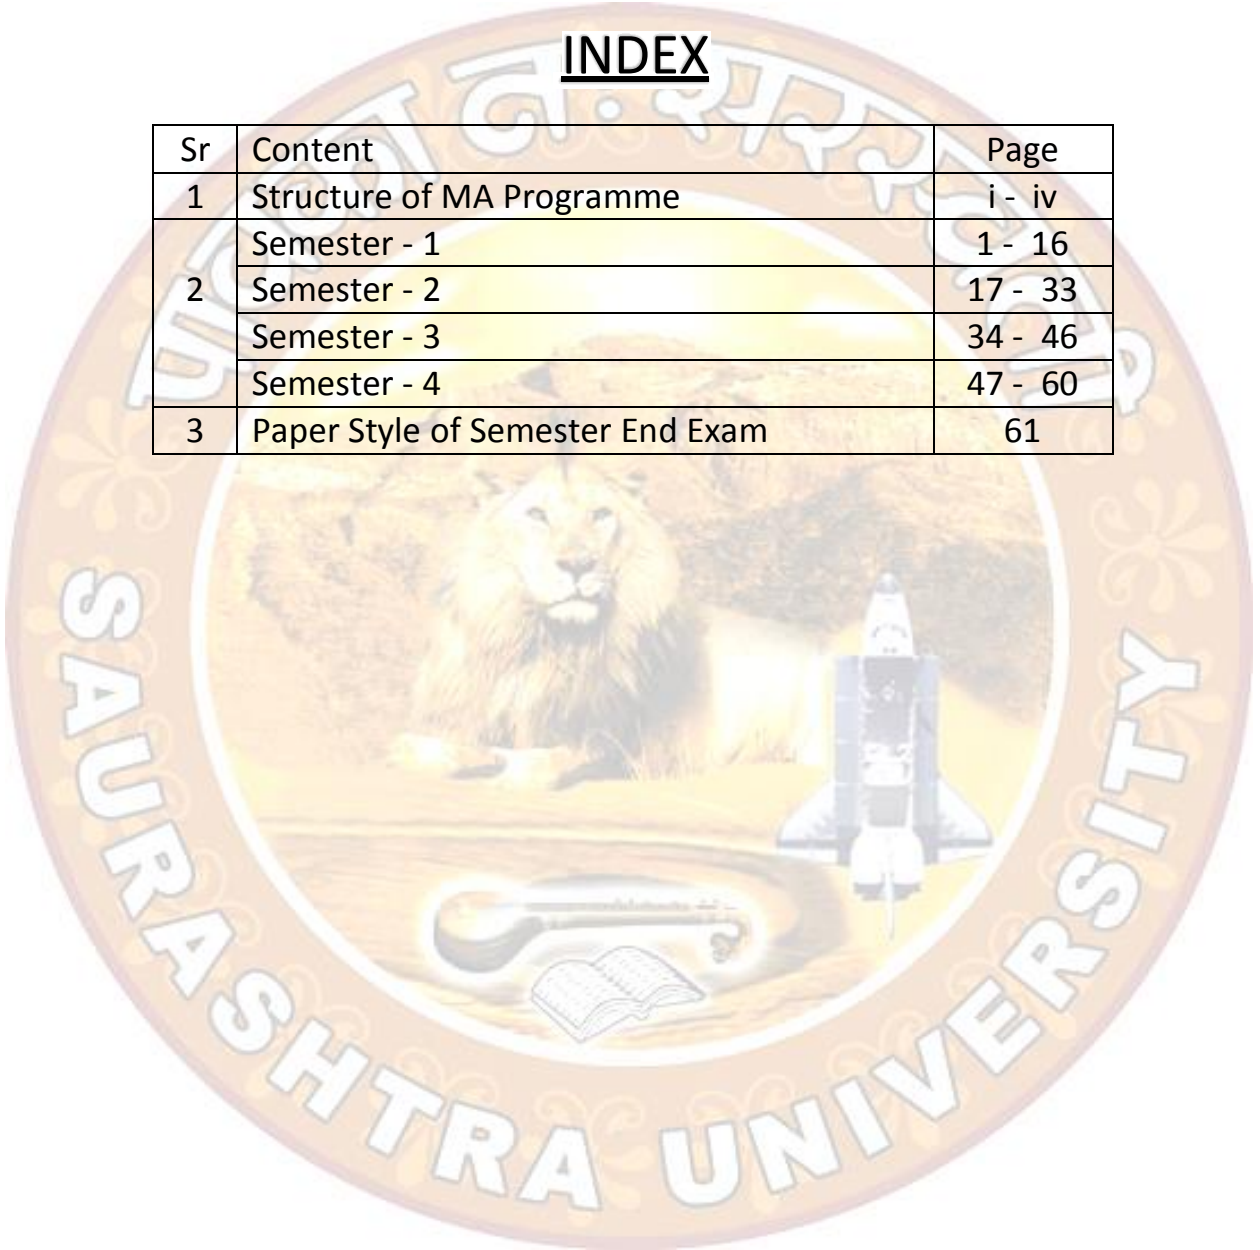 INDEX
Sr Content Page
1 Structure of MA Programme i - iv
Semester - 1 1 - 16
2 Semester - 2 17 - 33
Semester - 3 34 - 46
Semester - 4 47 - 60
3 Paper Style of Semester End Exam 61
SAURASHTRA UNIVERSITY